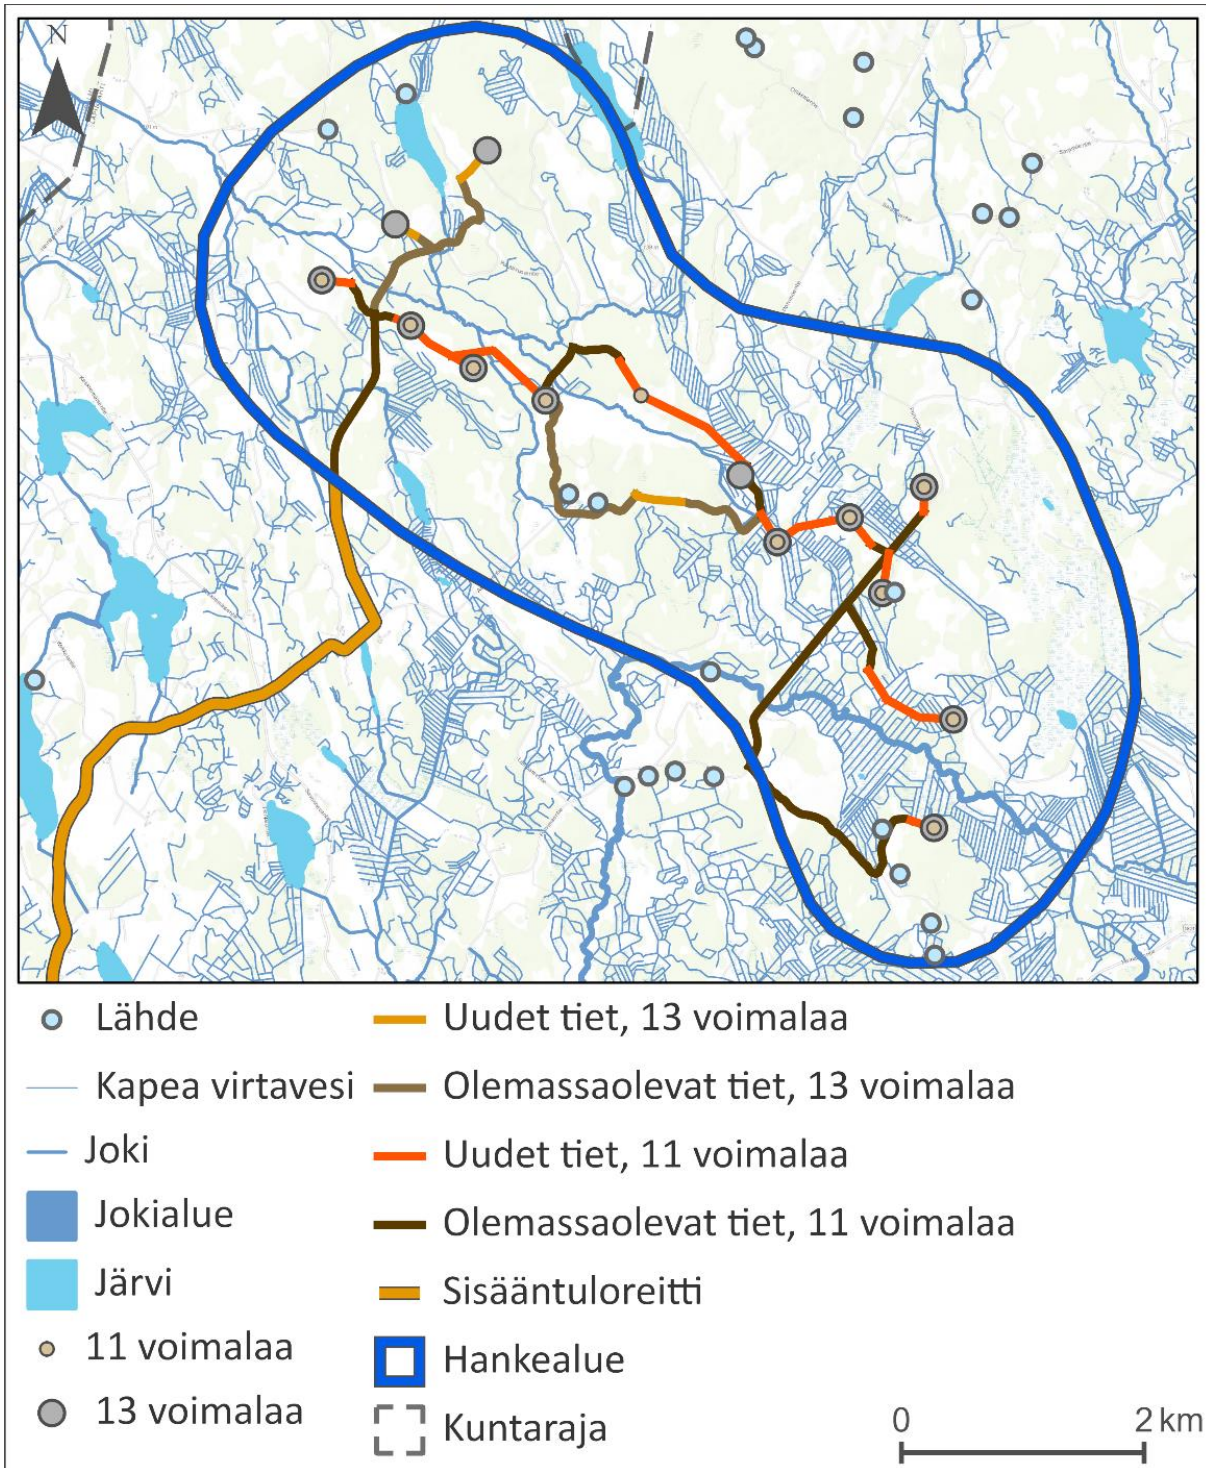 N
Lähde
Uudet tiet, 13 voimalaa
Kapea virtavesi
Olemassaolevat tiet, 13 voimalaa
Joki
Uudet tiet, 11 voimalaa
Jokialue
Olemassaolevat tiet, 11 voimalaa
Järvi
Sisääntuloreitti
11 voimalaa
Hankealue
13 voimalaa
Kuntaraja
0 2 km